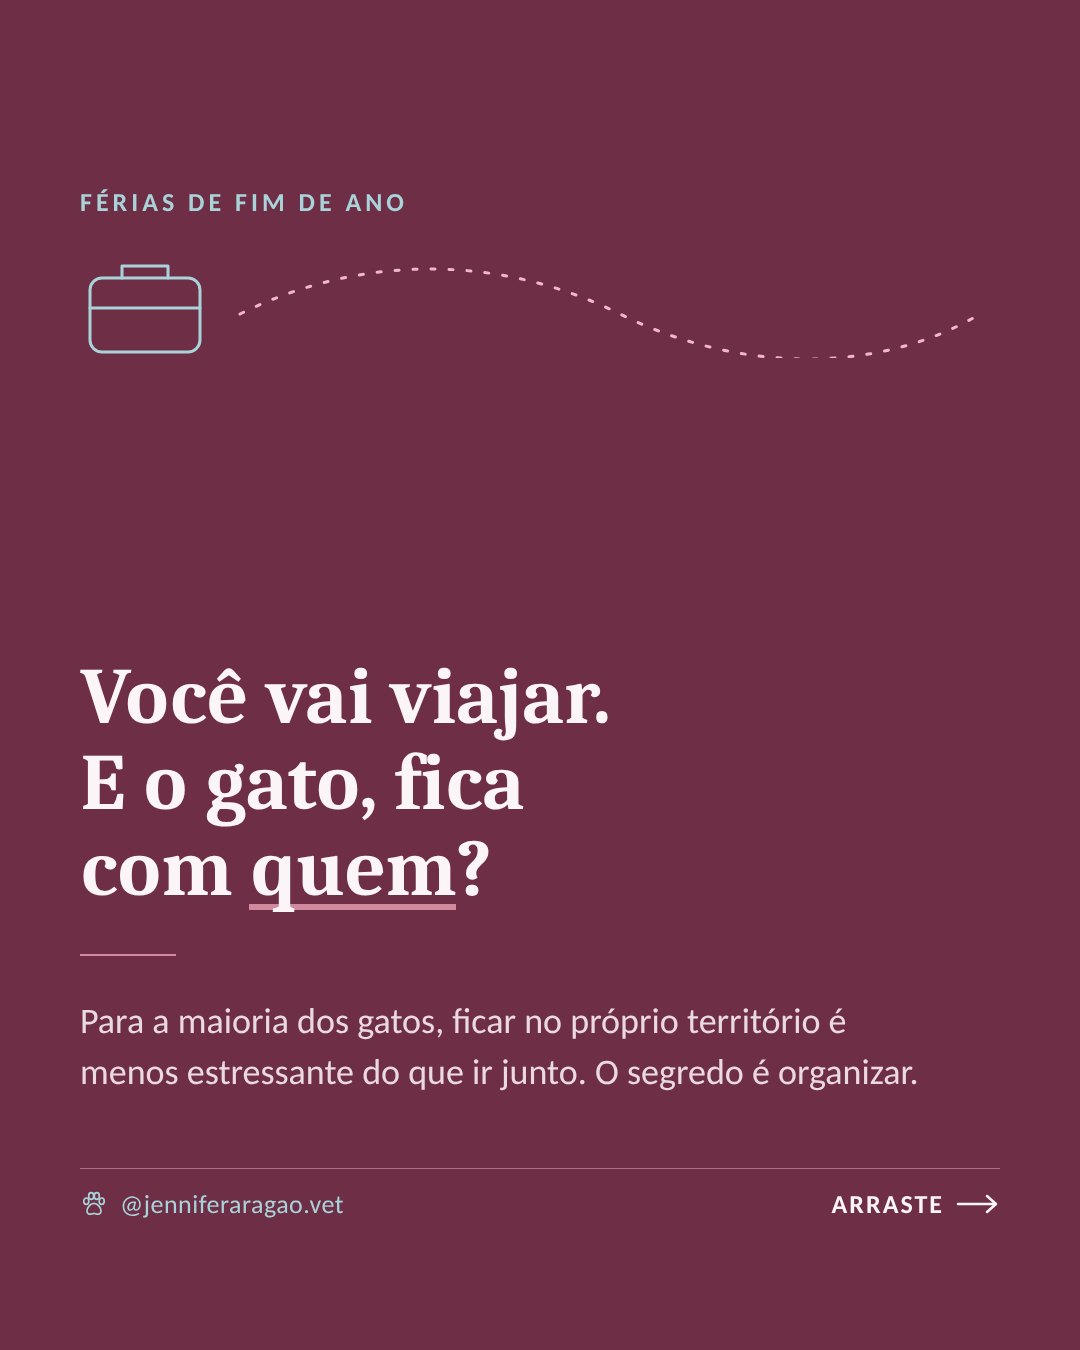 FÉRIAS DE FIM DE ANO
Você vai viajar.
E o gato, fica
com quem?
Para a maioria dos gatos, ficar no próprio território é
menos estressante do que ir junto. O segredo é organizar.
@jenniferaragao.vet
ARRASTE